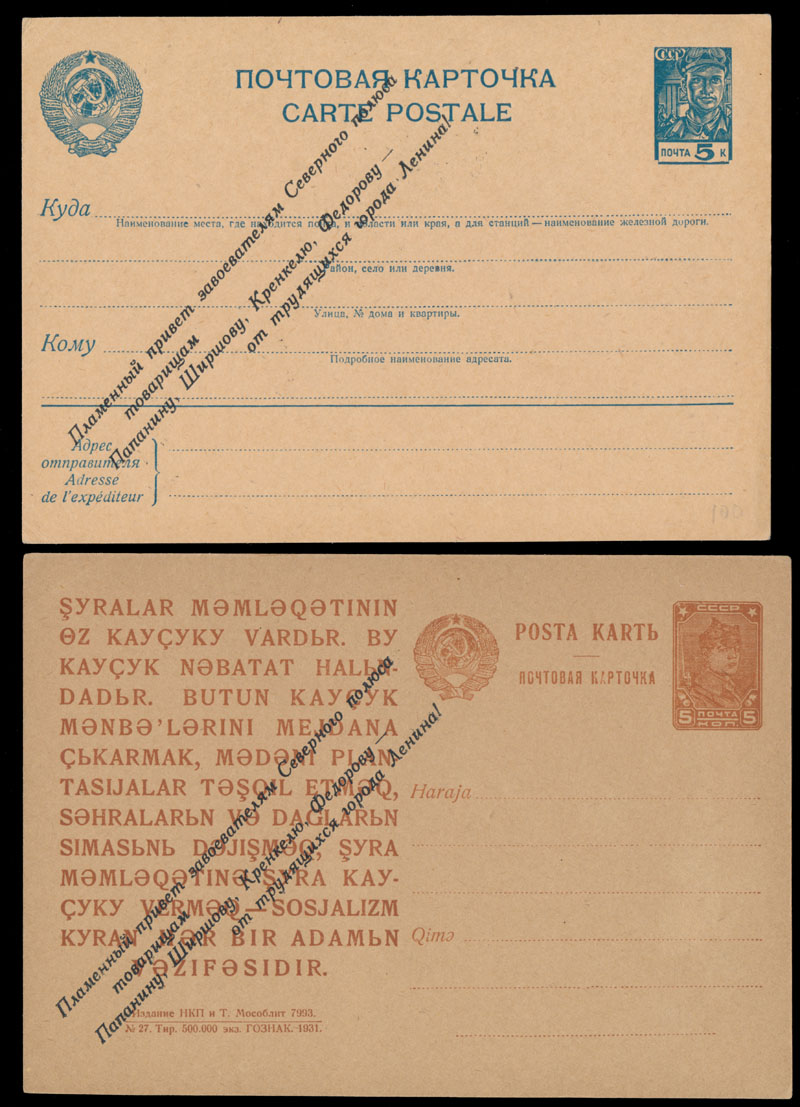 СССР
ПОЧТОВАЯ КАРТОЧКА
CARTE POSTALE
ПОЧТА 5 К
Пламенный привет завоевателям Северного полюса
товарищам
Папанину, Ширшову, Кренкелю, Федорову —
от трудящихся города Ленина!
Куда
Наименование места, где находится почта, и области или края, а для станций — наименование железной дороги.
Район, село или деревня.
Улица, № дома и квартиры.
Кому
Подробное наименование адресата.
Адрес
отправителя
Adresse
de l'expéditeur
100
ŞYRALAR MƏMLƏQƏTININ
ƟZ KAYÇYKY VARDЬR. BY
KAYÇYK NƏBATAT HALЬN-
DADЬR. BUTUN KAYÇYK
MƏNBƏ'LƏRINI MEJDANA
ÇЬKARMAK, MƏDƏNI PLAN-
TASIJALAR TƏŞQIL ETMƏQ,
SƏHRALARЬN VƏ DAGLARЬN
SIMASЬNЬ DƏJIŞMƏQ, ŞYRA
MƏMLƏQƏTINƏ ŞYRA KAY-
ÇYKY VERMƏQ — SOSJALIZM
KYRAN HƏR BIR ADAMЬN
VƏZIFƏSIDIR.
Издание НКП и Т. Мособлит 7993.
№ 27. Тир. 500.000 экз. ГОЗНАК. 1931.
POSTA KARTЬ
ПОЧТОВАЯ КАРТОЧКА
СССР
5 ПОЧТА 5
КОП.
Haraja
Qimə
Пламенный привет завоевателям Северного полюса
товарищам
Папанину, Ширшову, Кренкелю, Федорову —
от трудящихся города Ленина!